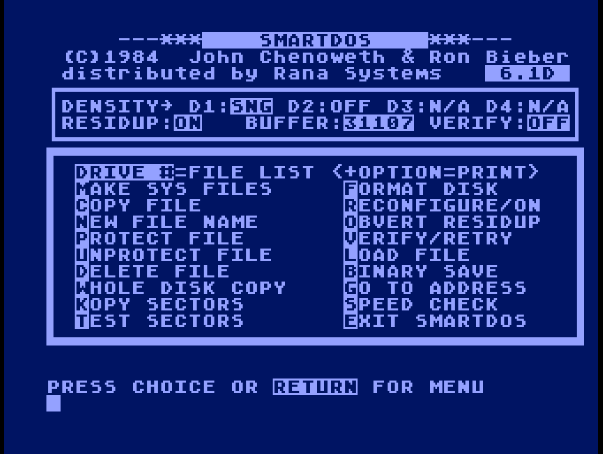 ---*** SMARTDOS ***---
(C)1984 John Chenoweth & Ron Bieber
distributed by Rana Systems 6.1D
DENSITY→ D1:SNG D2:OFF D3:N/A D4:N/A
RESIDUP:ON BUFFER:31107 VERIFY:OFF
DRIVE #=FILE LIST <+OPTION=PRINT>
MAKE SYS FILES FORMAT DISK
COPY FILE RECONFIGURE/ON
NEW FILE NAME OBVERT RESIDUP
PROTECT FILE VERIFY/RETRY
UNPROTECT FILE LOAD FILE
DELETE FILE BINARY SAVE
WHOLE DISK COPY GO TO ADDRESS
KOPY SECTORS SPEED CHECK
TEST SECTORS EXIT SMARTDOS
PRESS CHOICE OR RETURN FOR MENU